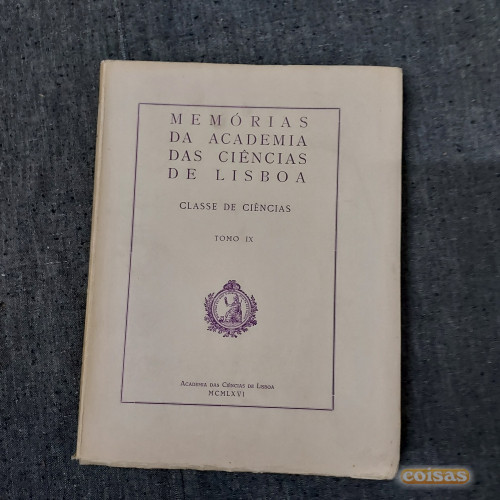 MEMÓRIAS
DA ACADEMIA
DAS CIÊNCIAS
DE LISBOA
CLASSE DE CIÊNCIAS
TOMO IX
ACADEMIA DAS CIÊNCIAS DE LISBOA
MCMLXVI
coisas